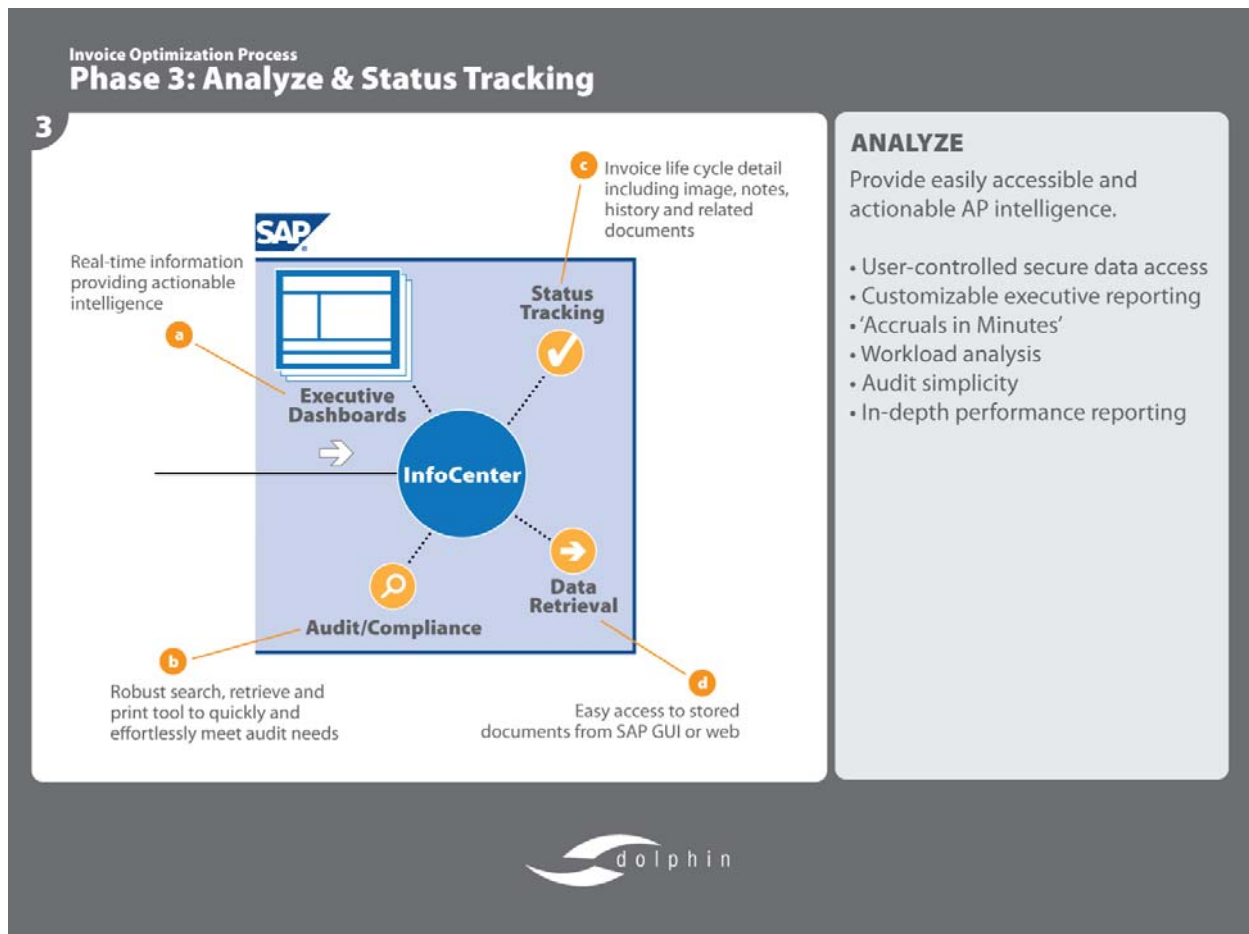 Invoice Optimization Process
Phase 3: Analyze & Status Tracking
3
c
Invoice life cycle detail
including image, notes,
history and related
documents
SAP
®
Real-time information
providing actionable
intelligence
a
Status
Tracking
Executive
Dashboards
InfoCenter
Data
Retrieval
Audit/Compliance
b
Robust search, retrieve and
print tool to quickly and
effortlessly meet audit needs
d
Easy access to stored
documents from SAP GUI or web
ANALYZE
Provide easily accessible and
actionable AP intelligence.
• User-controlled secure data access
• Customizable executive reporting
• ‘Accruals in Minutes’
• Workload analysis
• Audit simplicity
• In-depth performance reporting
dolphin